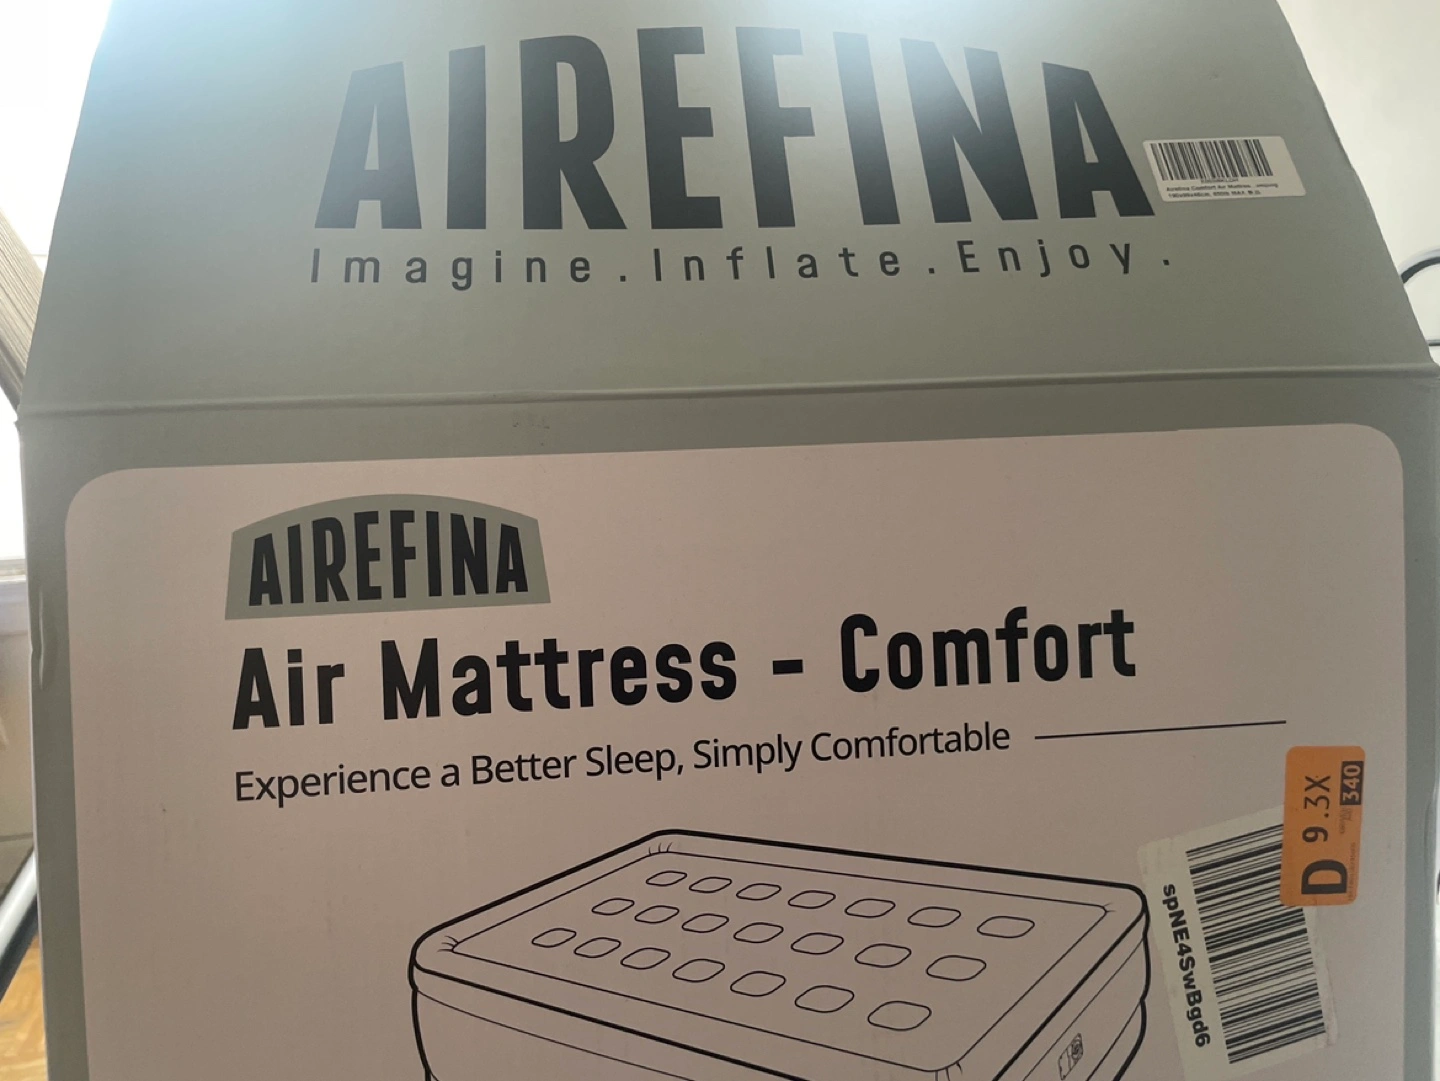 AIREFINA
Imagine.Inflate.Enjoy.
AIREFINA
Air Mattress - Comfort
Experience a Better Sleep, Simply Comfortable
D 9.3X
340
spNE4SwBgd6